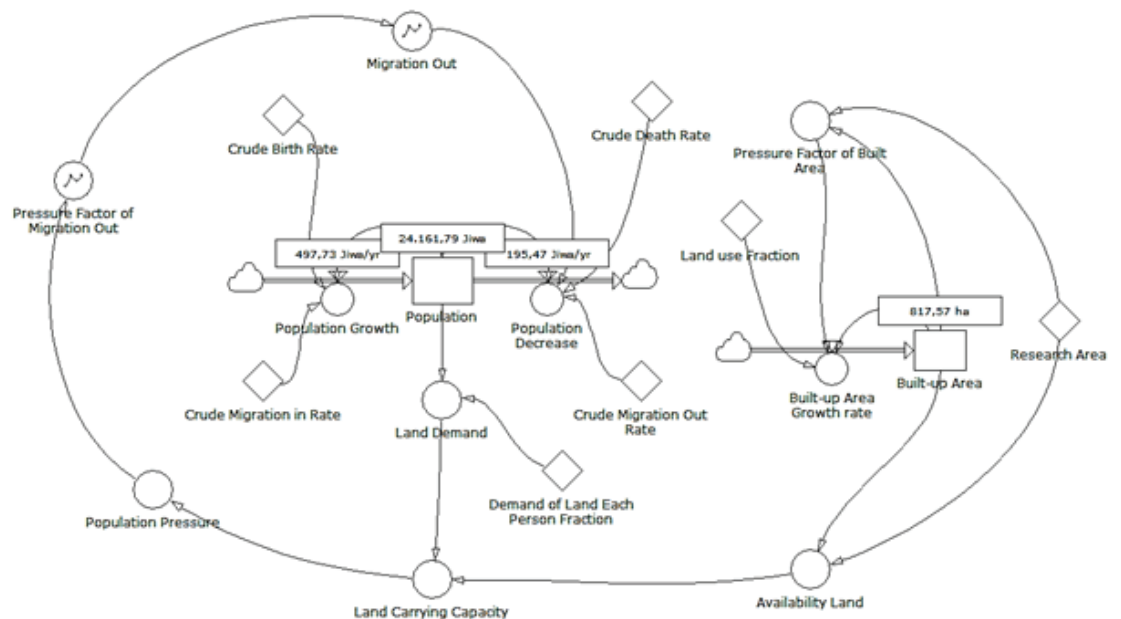 Migration Out
Crude Birth Rate
Crude Death Rate
Pressure Factor of Built
Area
Pressure Factor of
Migration Out
Land use Fraction
24.161,79 Jiwa
497,73 Jiwa/yr
195,47 Jiwa/yr
817,57 ha
Population Growth
Population
Population
Decrease
Research Area
Built-up Area
Built-up Area
Growth rate
Crude Migration in Rate
Crude Migration Out
Rate
Land Demand
Demand of Land Each
Person Fraction
Population Pressure
Land Carrying Capacity
Availability Land